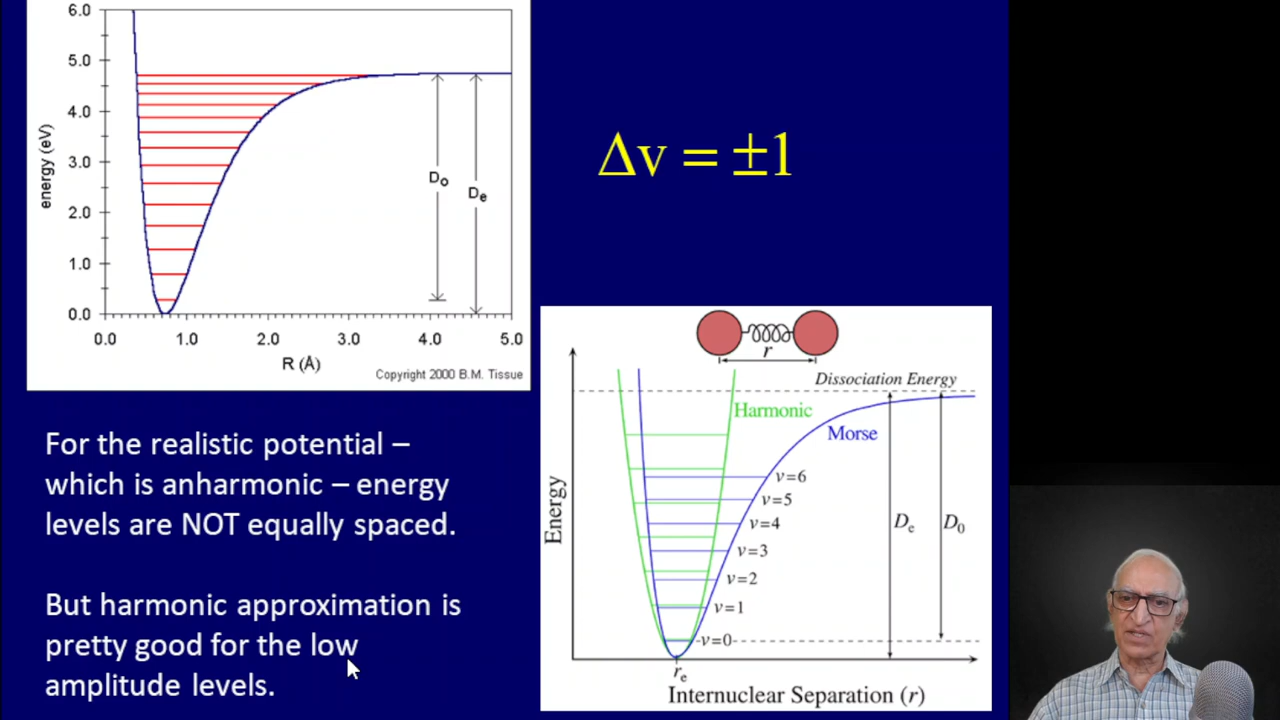 6.0
5.0
4.0
3.0
2.0
1.0
0.0
energy (eV)
Do
De
0.0 1.0 2.0 3.0 4.0 5.0
R (Å)
Copyright 2000 B.M. Tissue
Δv = ±1
For the realistic potential –
which is anharmonic – energy
levels are NOT equally spaced.
But harmonic approximation is
pretty good for the low
amplitude levels.
r
Dissociation Energy
Harmonic
Morse
v=6
v=5
v=4
v=3
v=2
v=1
v=0
De
D0
Energy
re
Internuclear Separation (r)